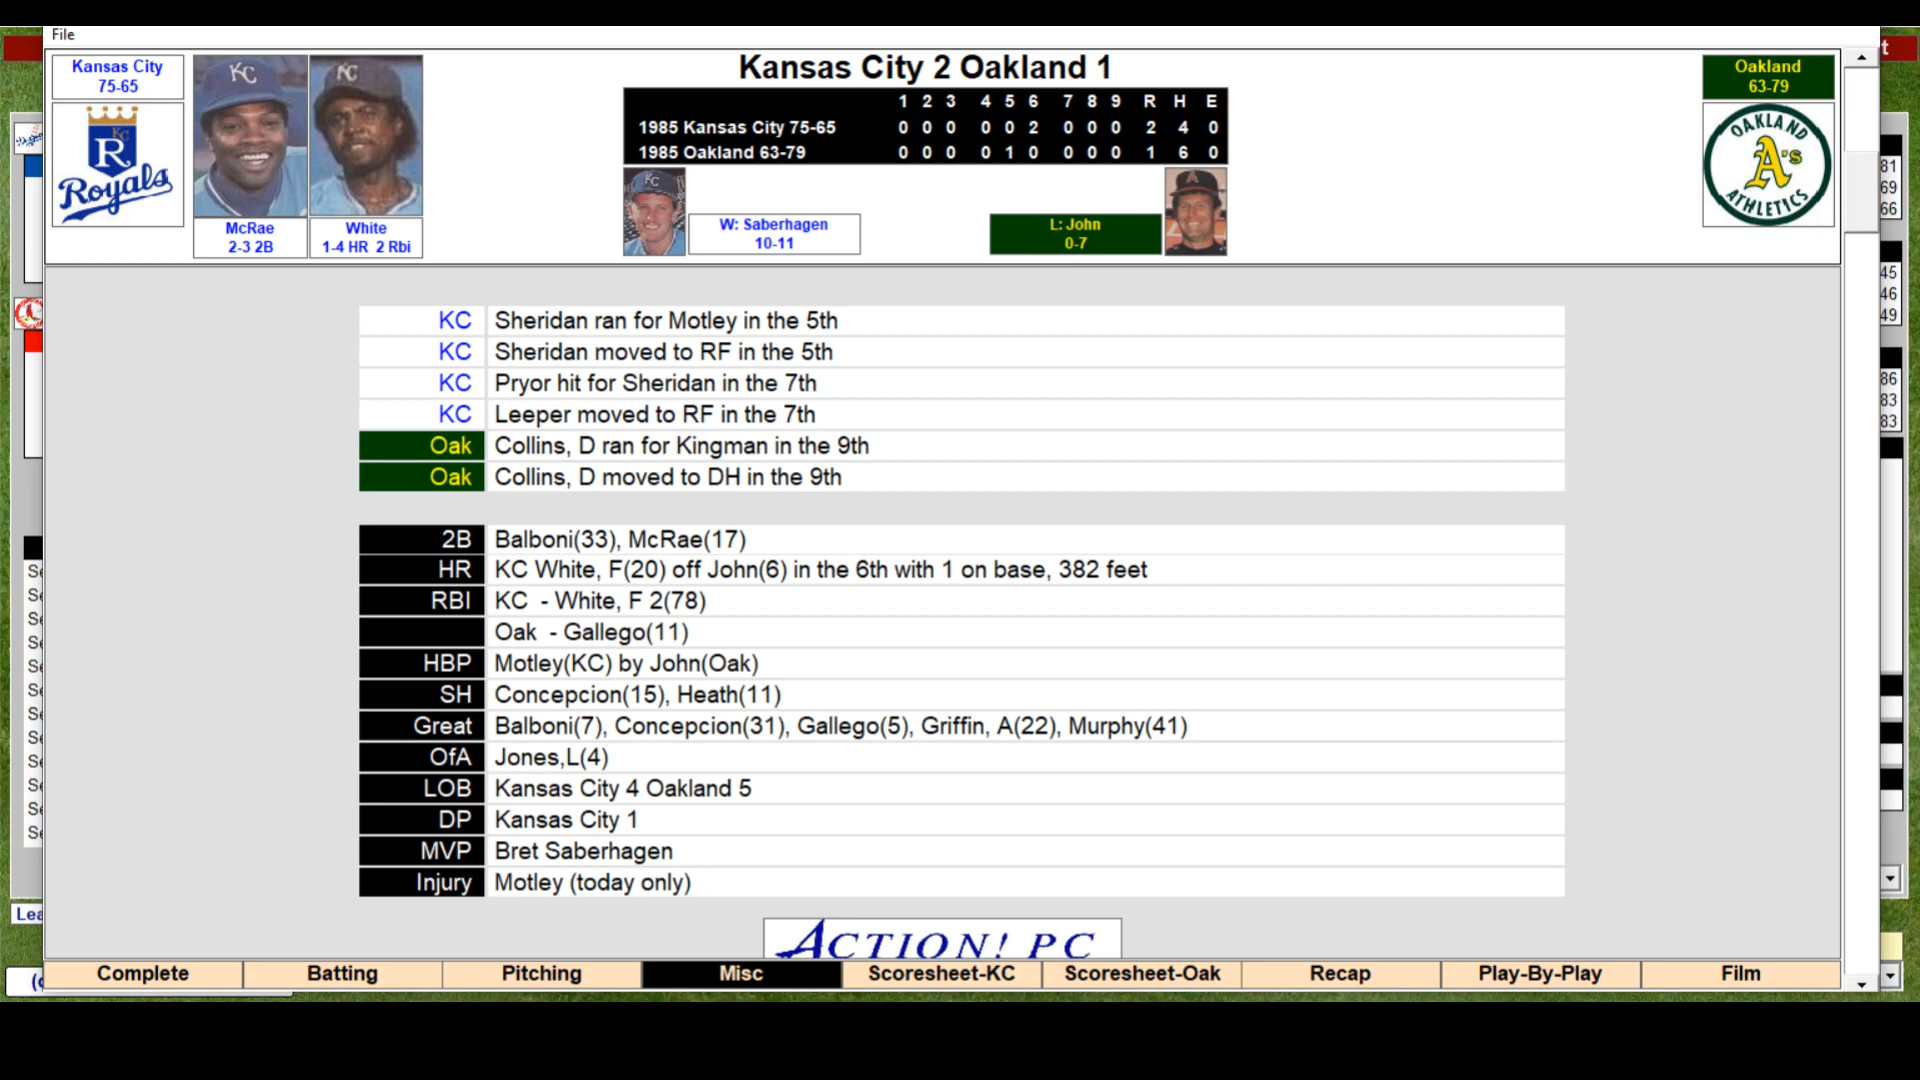 File
Kansas City
75-65
KC
R
Royals
McRae
2-3 2B
White
1-4 HR 2 Rbi
Kansas City 2 Oakland 1
1 2 3 4 5 6 7 8 9 R H E
1985 Kansas City 75-65 0 0 0 0 0 2 0 0 0 2 4 0
1985 Oakland 63-79 0 0 0 0 1 0 0 0 0 1 6 0
W: Saberhagen
10-11
L: John
0-7
Oakland
63-79
OAKLAND
A's
ATHLETICS
KC Sheridan ran for Motley in the 5th
KC Sheridan moved to RF in the 5th
KC Pryor hit for Sheridan in the 7th
KC Leeper moved to RF in the 7th
Oak Collins, D ran for Kingman in the 9th
Oak Collins, D moved to DH in the 9th
2B Balboni(33), McRae(17)
HR KC White, F(20) off John(6) in the 6th with 1 on base, 382 feet
RBI KC - White, F 2(78)
Oak - Gallego(11)
HBP Motley(KC) by John(Oak)
SH Concepcion(15), Heath(11)
Great Balboni(7), Concepcion(31), Gallego(5), Griffin, A(22), Murphy(41)
OfA Jones,L(4)
LOB Kansas City 4 Oakland 5
DP Kansas City 1
MVP Bret Saberhagen
Injury Motley (today only)
ACTION! PC
Complete Batting Pitching Misc Scoresheet-KC Scoresheet-Oak Recap Play-By-Play Film